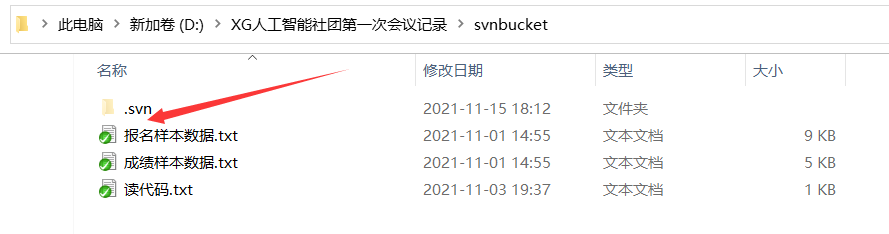 此电脑 > 新加卷 (D:) > XG人工智能社团第一次会议记录 > svnbucket
名称 修改日期 类型 大小
.svn 2021-11-15 18:12 文件夹
报名样本数据.txt 2021-11-01 14:55 文本文档 9 KB
成绩样本数据.txt 2021-11-01 14:55 文本文档 5 KB
读代码.txt 2021-11-03 19:37 文本文档 1 KB